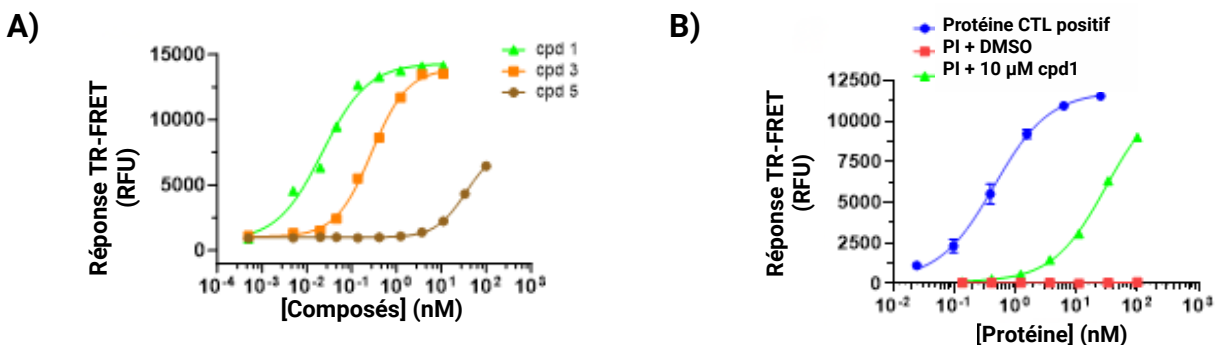 A)
cpd 1
cpd 3
cpd 5
Réponse TR-FRET
(RFU)
15000
10000
5000
0
10-4 10-3 10-2 10-1 100 101 102 103
[Composés] (nM)
B)
Protéine CTL positif
PI + DMSO
PI + 10 µM cpd1
Réponse TR-FRET
(RFU)
12500
10000
7500
5000
2500
0
10-2 10-1 100 101 102 103
[Protéine] (nM)